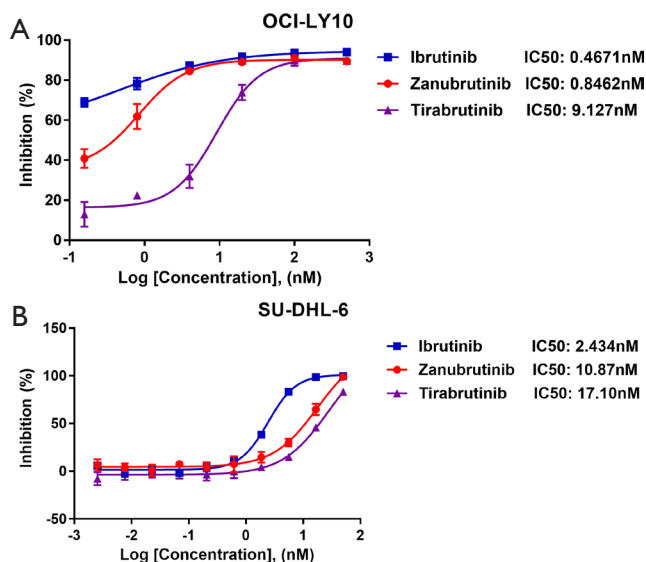 A
OCI-LY10
100
80
60
40
20
0
Inhibition (%)
-1
0
1
2
3
Log [Concentration], (nM)
Ibrutinib IC50: 0.4671nM
Zanubrutinib IC50: 0.8462nM
Tirabrutinib IC50: 9.127nM
B
SU-DHL-6
150
100
50
0
-50
Inhibition (%)
-3
-2
-1
0
1
2
Log [Concentration], (nM)
Ibrutinib IC50: 2.434nM
Zanubrutinib IC50: 10.87nM
Tirabrutinib IC50: 17.10nM